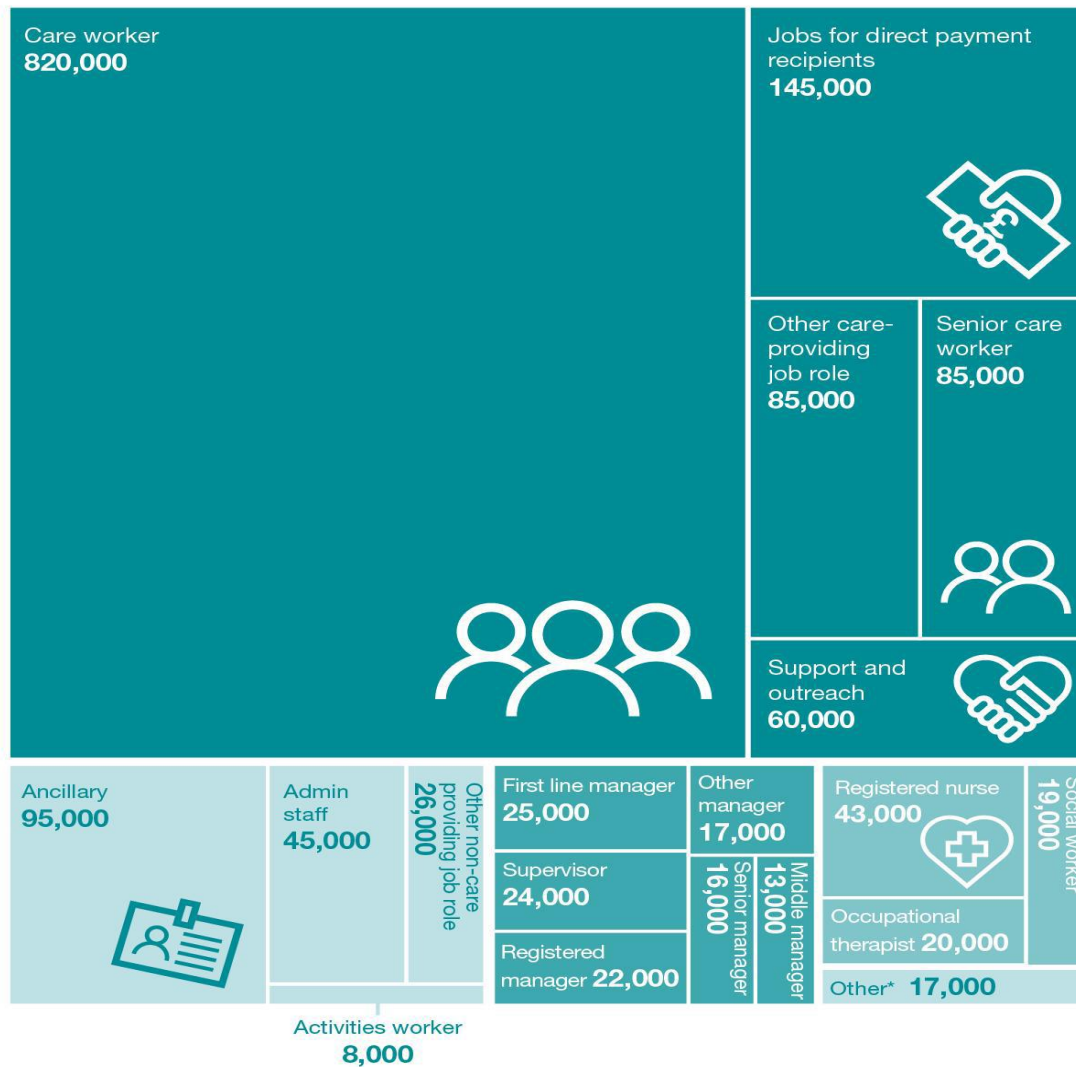 Care worker
820,000
Jobs for direct payment
recipients
145,000
£
Other care-
providing
job role
85,000
Senior care
worker
85,000
Support and
outreach
60,000
Ancillary
95,000
Admin
staff
45,000
Other non-care
providing job role
26,000
Activities worker
8,000
First line manager
25,000
Supervisor
24,000
Registered
manager 22,000
Other
manager
17,000
Senior manager
16,000
Middle manager
13,000
Registered nurse
43,000
Occupational
therapist 20,000
Social worker
19,000
Other* 17,000